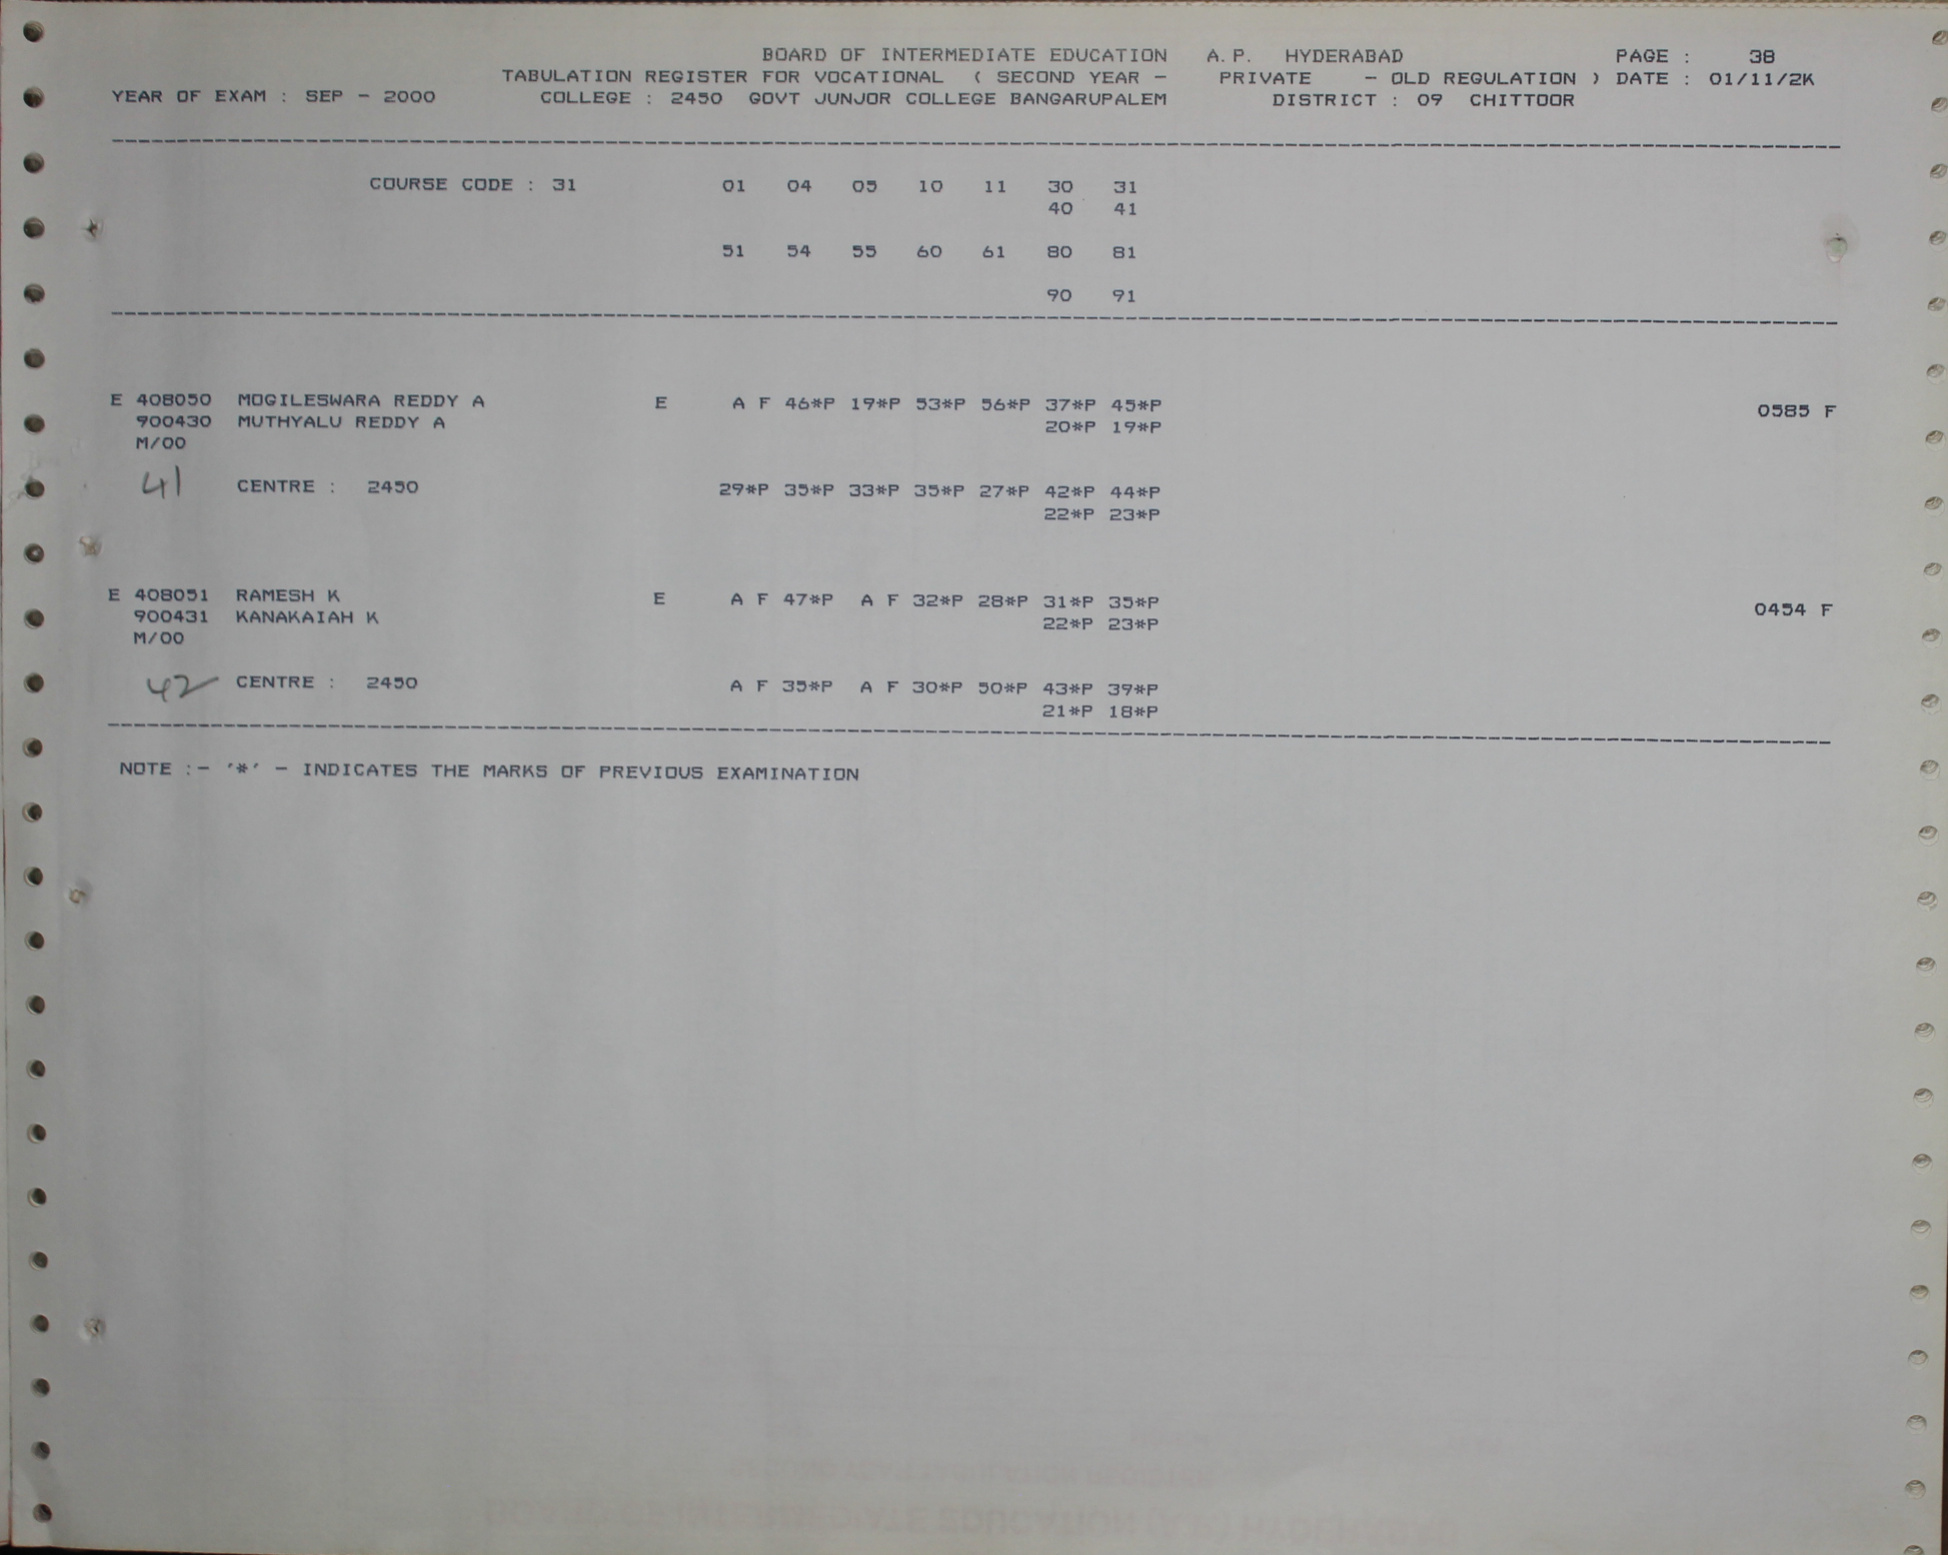 BOARD OF INTERMEDIATE EDUCATION A.P. HYDERABAD PAGE : 38
TABULATION REGISTER FOR VOCATIONAL ( SECOND YEAR - PRIVATE - OLD REGULATION ) DATE : 01/11/2K
YEAR OF EXAM : SEP - 2000 COLLEGE : 2450 GOVT JUNJOR COLLEGE BANGARUPALEM DISTRICT : 09 CHITTOOR
COURSE CODE : 31 01 04 05 10 11 30 31
40 41
51 54 55 60 61 80 81
90 91
E 408050 MOGILESWARA REDDY A E A F 46*P 19*P 53*P 56*P 37*P 45*P 0585 F
900430 MUTHYALU REDDY A 20*P 19*P
M/00
41 CENTRE : 2450 29*P 35*P 33*P 35*P 27*P 42*P 44*P
22*P 23*P
E 408051 RAMESH K E A F 47*P A F 32*P 28*P 31*P 35*P 0454 F
900431 KANAKAIAH K 22*P 23*P
M/00
42 CENTRE : 2450 A F 35*P A F 30*P 50*P 43*P 39*P
21*P 18*P
NOTE :- '*' - INDICATES THE MARKS OF PREVIOUS EXAMINATION